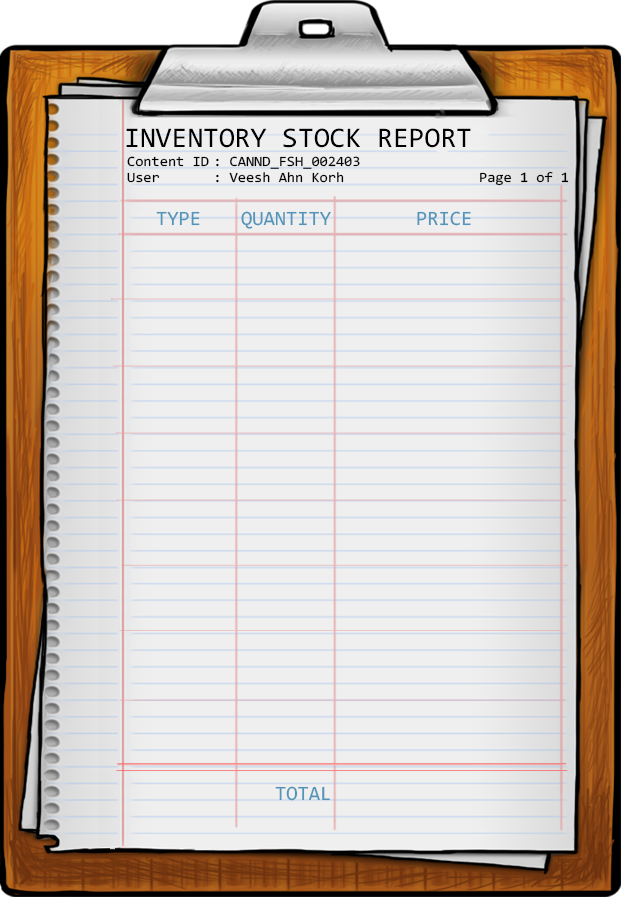 INVENTORY STOCK REPORT
Content ID : CANND_FSH_002403
User : Veesh Ahn Korh Page 1 of 1
TYPE QUANTITY PRICE
TOTAL